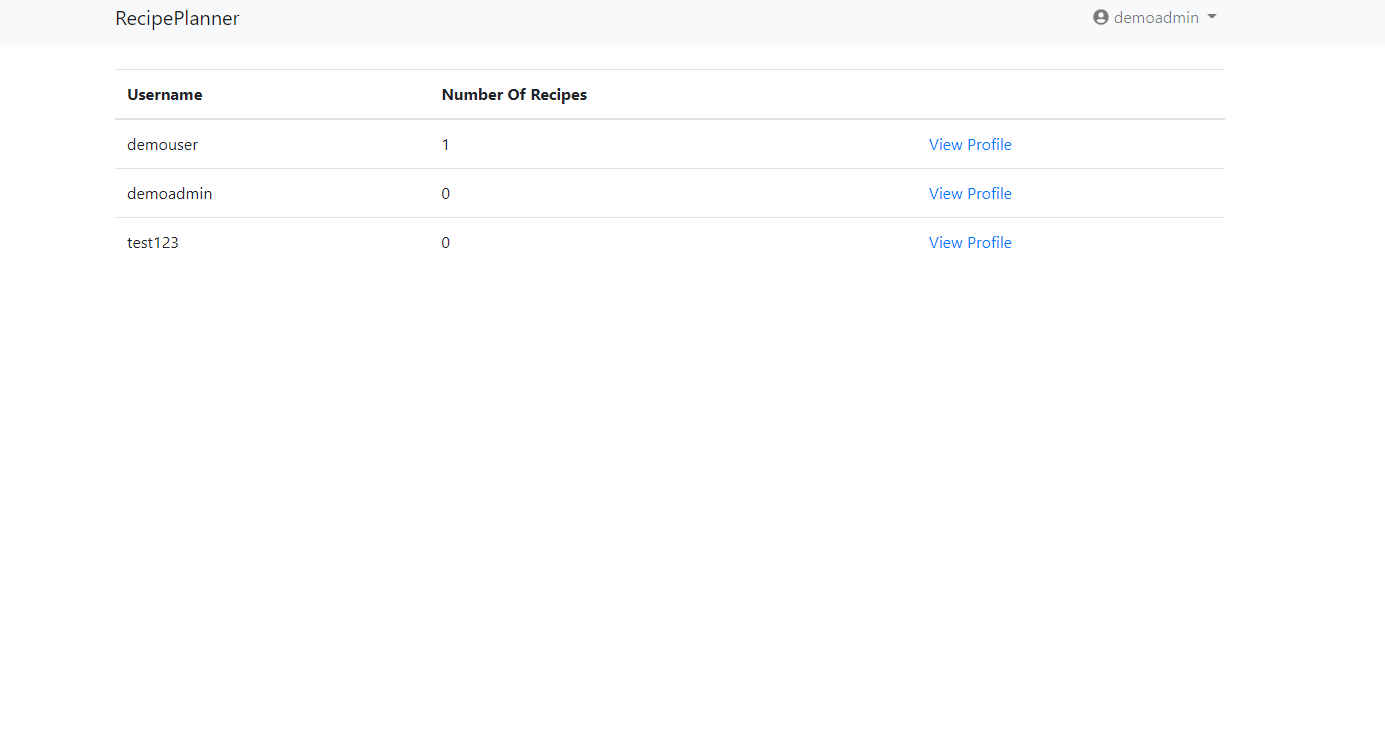 RecipePlanner demoadmin
Username Number Of Recipes
demouser 1 View Profile
demoadmin 0 View Profile
test123 0 View Profile